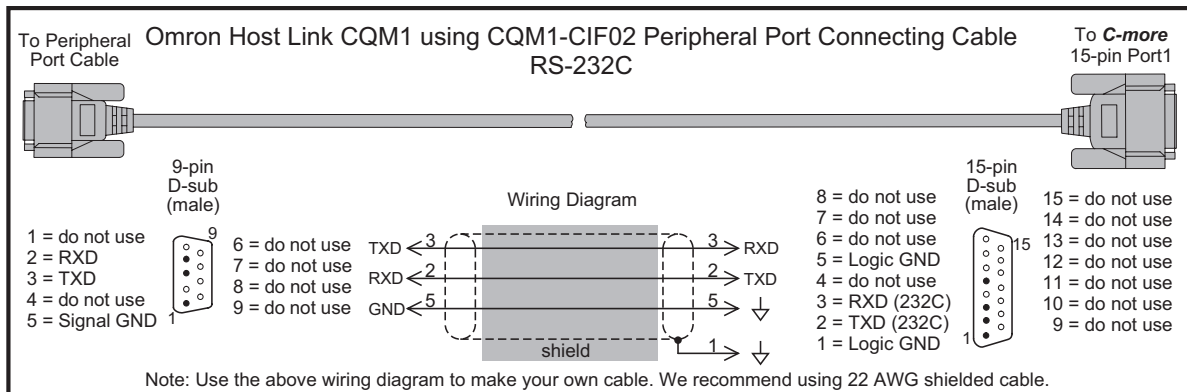 To Peripheral
Port Cable
Omron Host Link CQM1 using CQM1-CIF02 Peripheral Port Connecting Cable
RS-232C
To C-more
15-pin Port1
9-pin
D-sub
(male)
1 = do not use
2 = RXD
3 = TXD
4 = do not use
5 = Signal GND
9
1
6 = do not use
7 = do not use
8 = do not use
9 = do not use
Wiring Diagram
TXD 3 3 RXD
RXD 2 2 TXD
GND 5 5
shield 1
8 = do not use
7 = do not use
6 = do not use
5 = Logic GND
4 = do not use
3 = RXD (232C)
2 = TXD (232C)
1 = Logic GND
15-pin
D-sub
(male)
15
1
15 = do not use
14 = do not use
13 = do not use
12 = do not use
11 = do not use
10 = do not use
9 = do not use
Note: Use the above wiring diagram to make your own cable. We recommend using 22 AWG shielded cable.